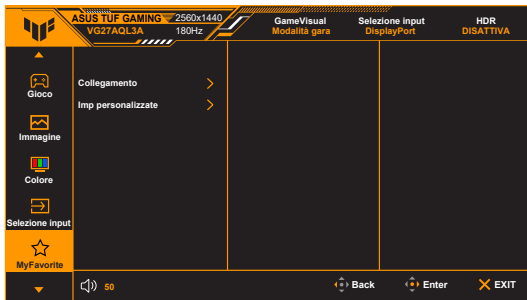 ASUS TUF GAMING 2560x1440
VG27AQL3A 180Hz
GameVisual
Modalità gara
Selezione input
DisplayPort
HDR
DISATTIVA
Gioco
Immagine
Colore
Selezione input
MyFavorite
Collegamento
Imp personalizzate
50
Back
Enter
EXIT